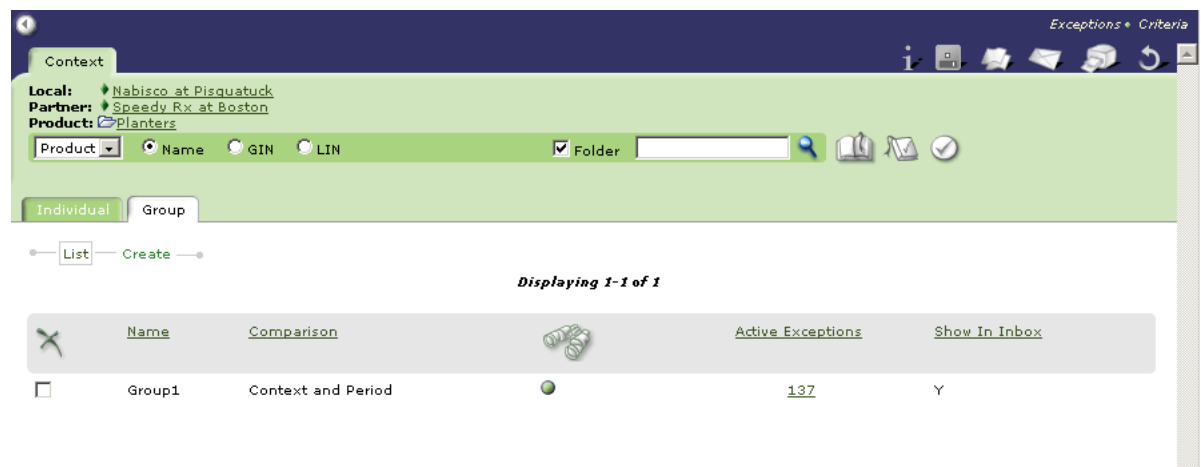 Exceptions • Criteria
Context
Local: Nabisco at Pisquatuck
Partner: Speedy Rx at Boston
Product: Planters
Product Name GIN LIN Folder
Individual Group
List Create
Displaying 1-1 of 1
Name Comparison Active Exceptions Show In Inbox
Group1 Context and Period 137 Y